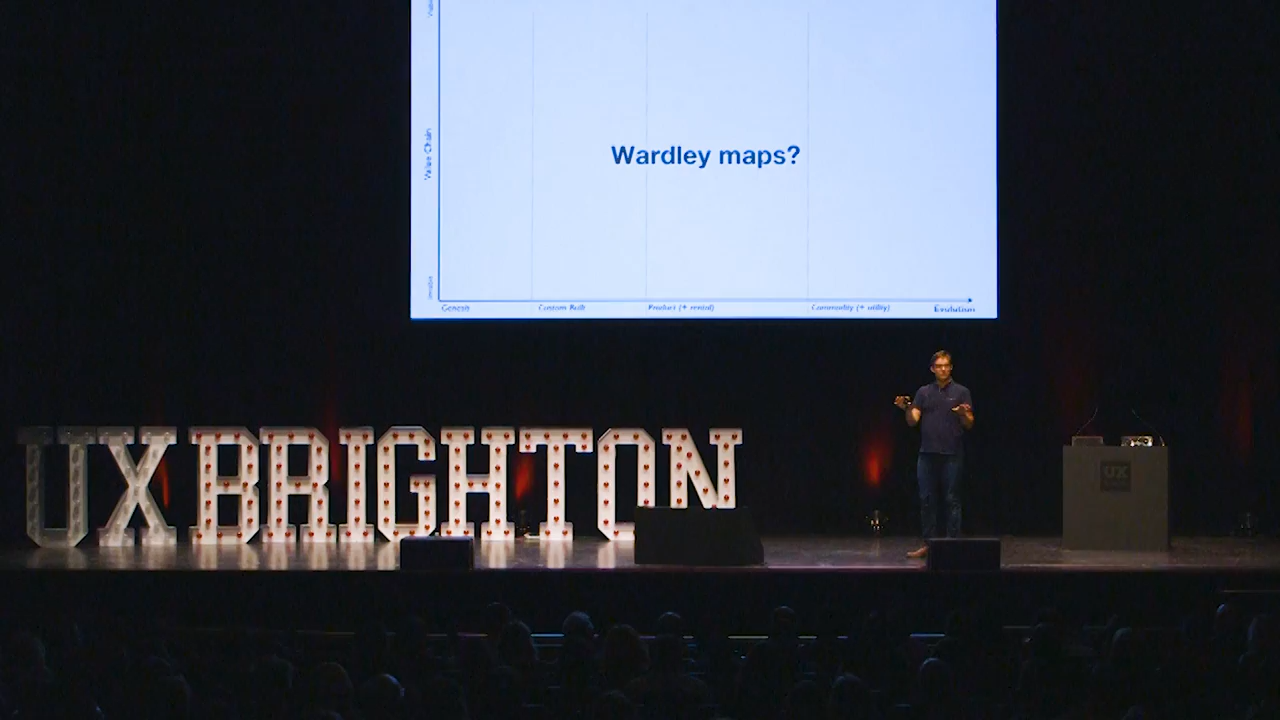 Value Chain
Wardley maps?
Genesis
Custom Built
Product (+ rental)
Commodity (+ utility)
Evolution
UX BRIGHTON
UX